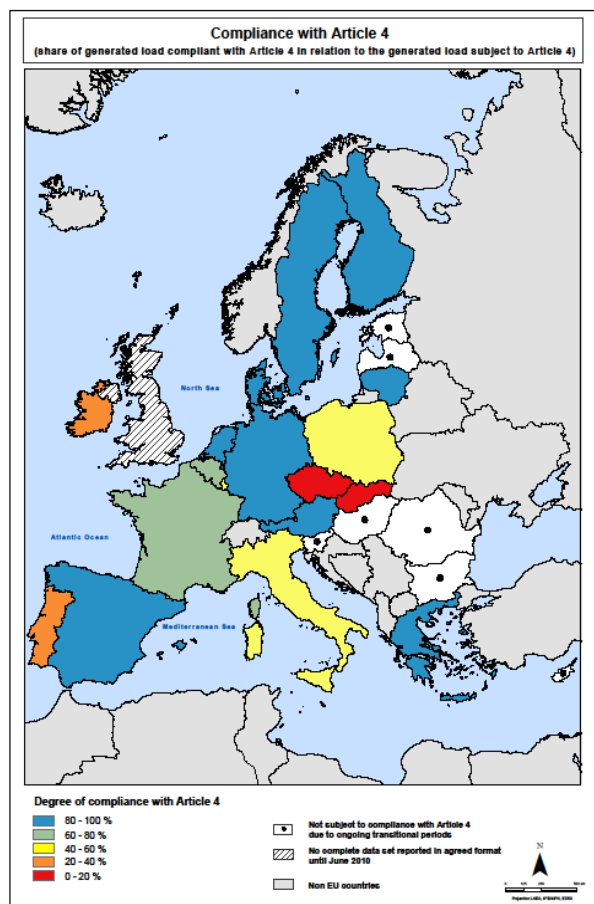 Compliance with Article 4
(share of generated load compliant with Article 4 in relation to the generated load subject to Article 4)
North Sea
Atlantic Ocean
Mediterranean Sea
Degree of compliance with Article 4
80 - 100 %
60 - 80 %
40 - 60 %
20 - 40 %
0 - 20 %
Not subject to compliance with Article 4
due to ongoing transitional periods
No complete data set reported in agreed format
until June 2010
Non EU countries
N